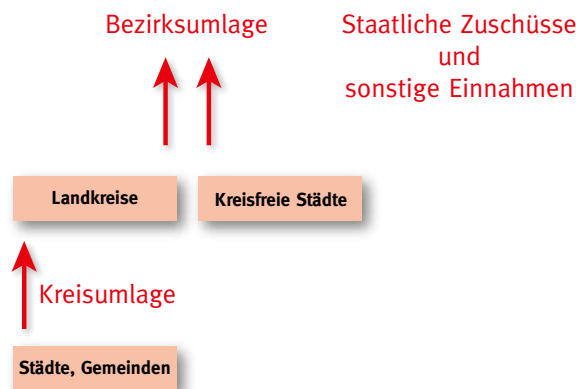 Bezirksumlage
Staatliche Zuschüsse
und
sonstige Einnahmen
Landkreise
Kreisfreie Städte
Kreisumlage
Städte, Gemeinden